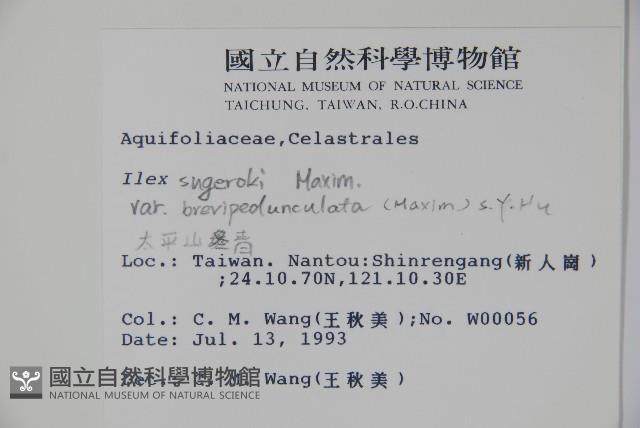 國立自然科學博物館
NATIONAL MUSEUM OF NATURAL SCIENCE
TAICHUNG, TAIWAN, R.O.CHINA
Aquifoliaceae,Celastrales
Ilex sugeroki Maxim.
var. brevipedunculata (Maxim) S.Y.Hu
太平山冬青
Loc.: Taiwan. Nantou:Shinrengang(新人崗)
;24.10.70N,121.10.30E
Col.: C. M. Wang(王秋美);No. W00056
Date: Jul. 13, 1993
Wang(王秋美)
國立自然科學博物館
NATIONAL MUSEUM OF NATURAL SCIENCE